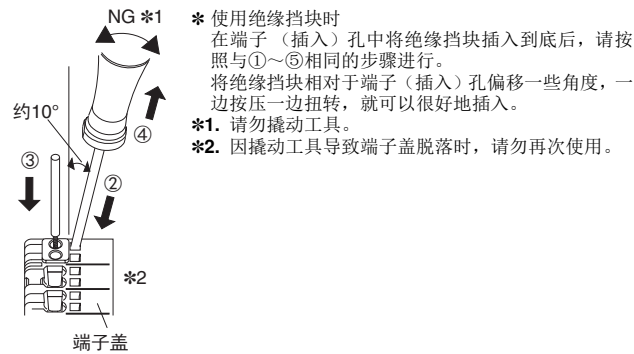 NG ✻1
约10°
④
③
②
✻2
端子盖
✻ 使用绝缘挡块时
在端子 （插入）孔中将绝缘挡块插入到底后，请按
照与①～⑤相同的步骤进行。
将绝缘挡块相对于端子（插入）孔偏移一些角度，一
边按压一边扭转，就可以很好地插入。
✻1. 请勿撬动工具。
✻2. 因撬动工具导致端子盖脱落时，请勿再次使用。